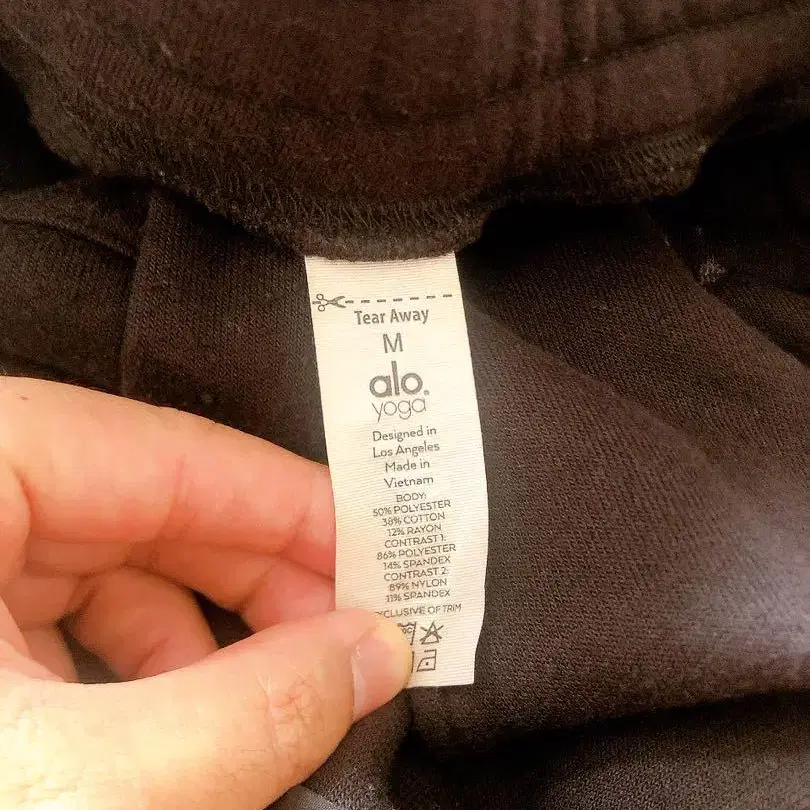 Tear Away
M
alo.
yoga
Designed in
Los Angeles
Made in
Vietnam
BODY:
50% POLYESTER
38% COTTON
12% RAYON
CONTRAST 1:
86% POLYESTER
14% SPANDEX
CONTRAST 2:
89% NYLON
11% SPANDEX
EXCLUSIVE OF TRIM